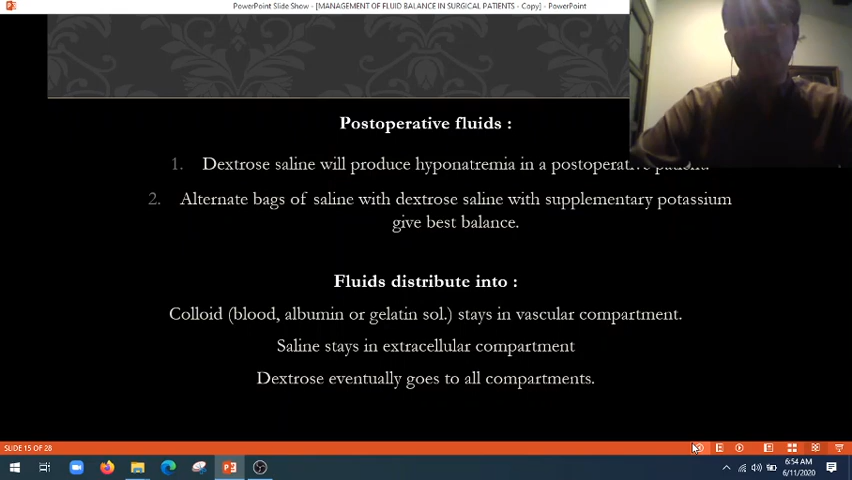 PowerPoint Slide Show - [MANAGEMENT OF FLUID BALANCE IN SURGICAL PATIENTS - Copy] - PowerPoint
Postoperative fluids :
1. Dextrose saline will produce hyponatremia in a postoperative patient.
2. Alternate bags of saline with dextrose saline with supplementary potassium
give best balance.
Fluids distribute into :
Colloid (blood, albumin or gelatin sol.) stays in vascular compartment.
Saline stays in extracellular compartment
Dextrose eventually goes to all compartments.
SLIDE 15 OF 28
6:54 AM
6/11/2020